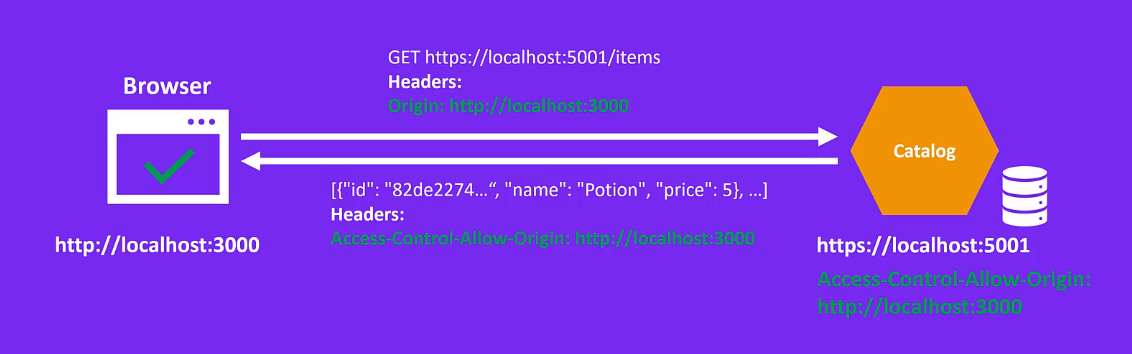 GET https://localhost:5001/items
Headers:
Origin: http://localhost:3000
Browser
Catalog
[{"id": "82de2274…“, "name": "Potion", "price": 5}, …]
Headers:
Access-Control-Allow-Origin: http://localhost:3000
http://localhost:3000
https://localhost:5001
Access-Control-Allow-Origin:
http://localhost:3000